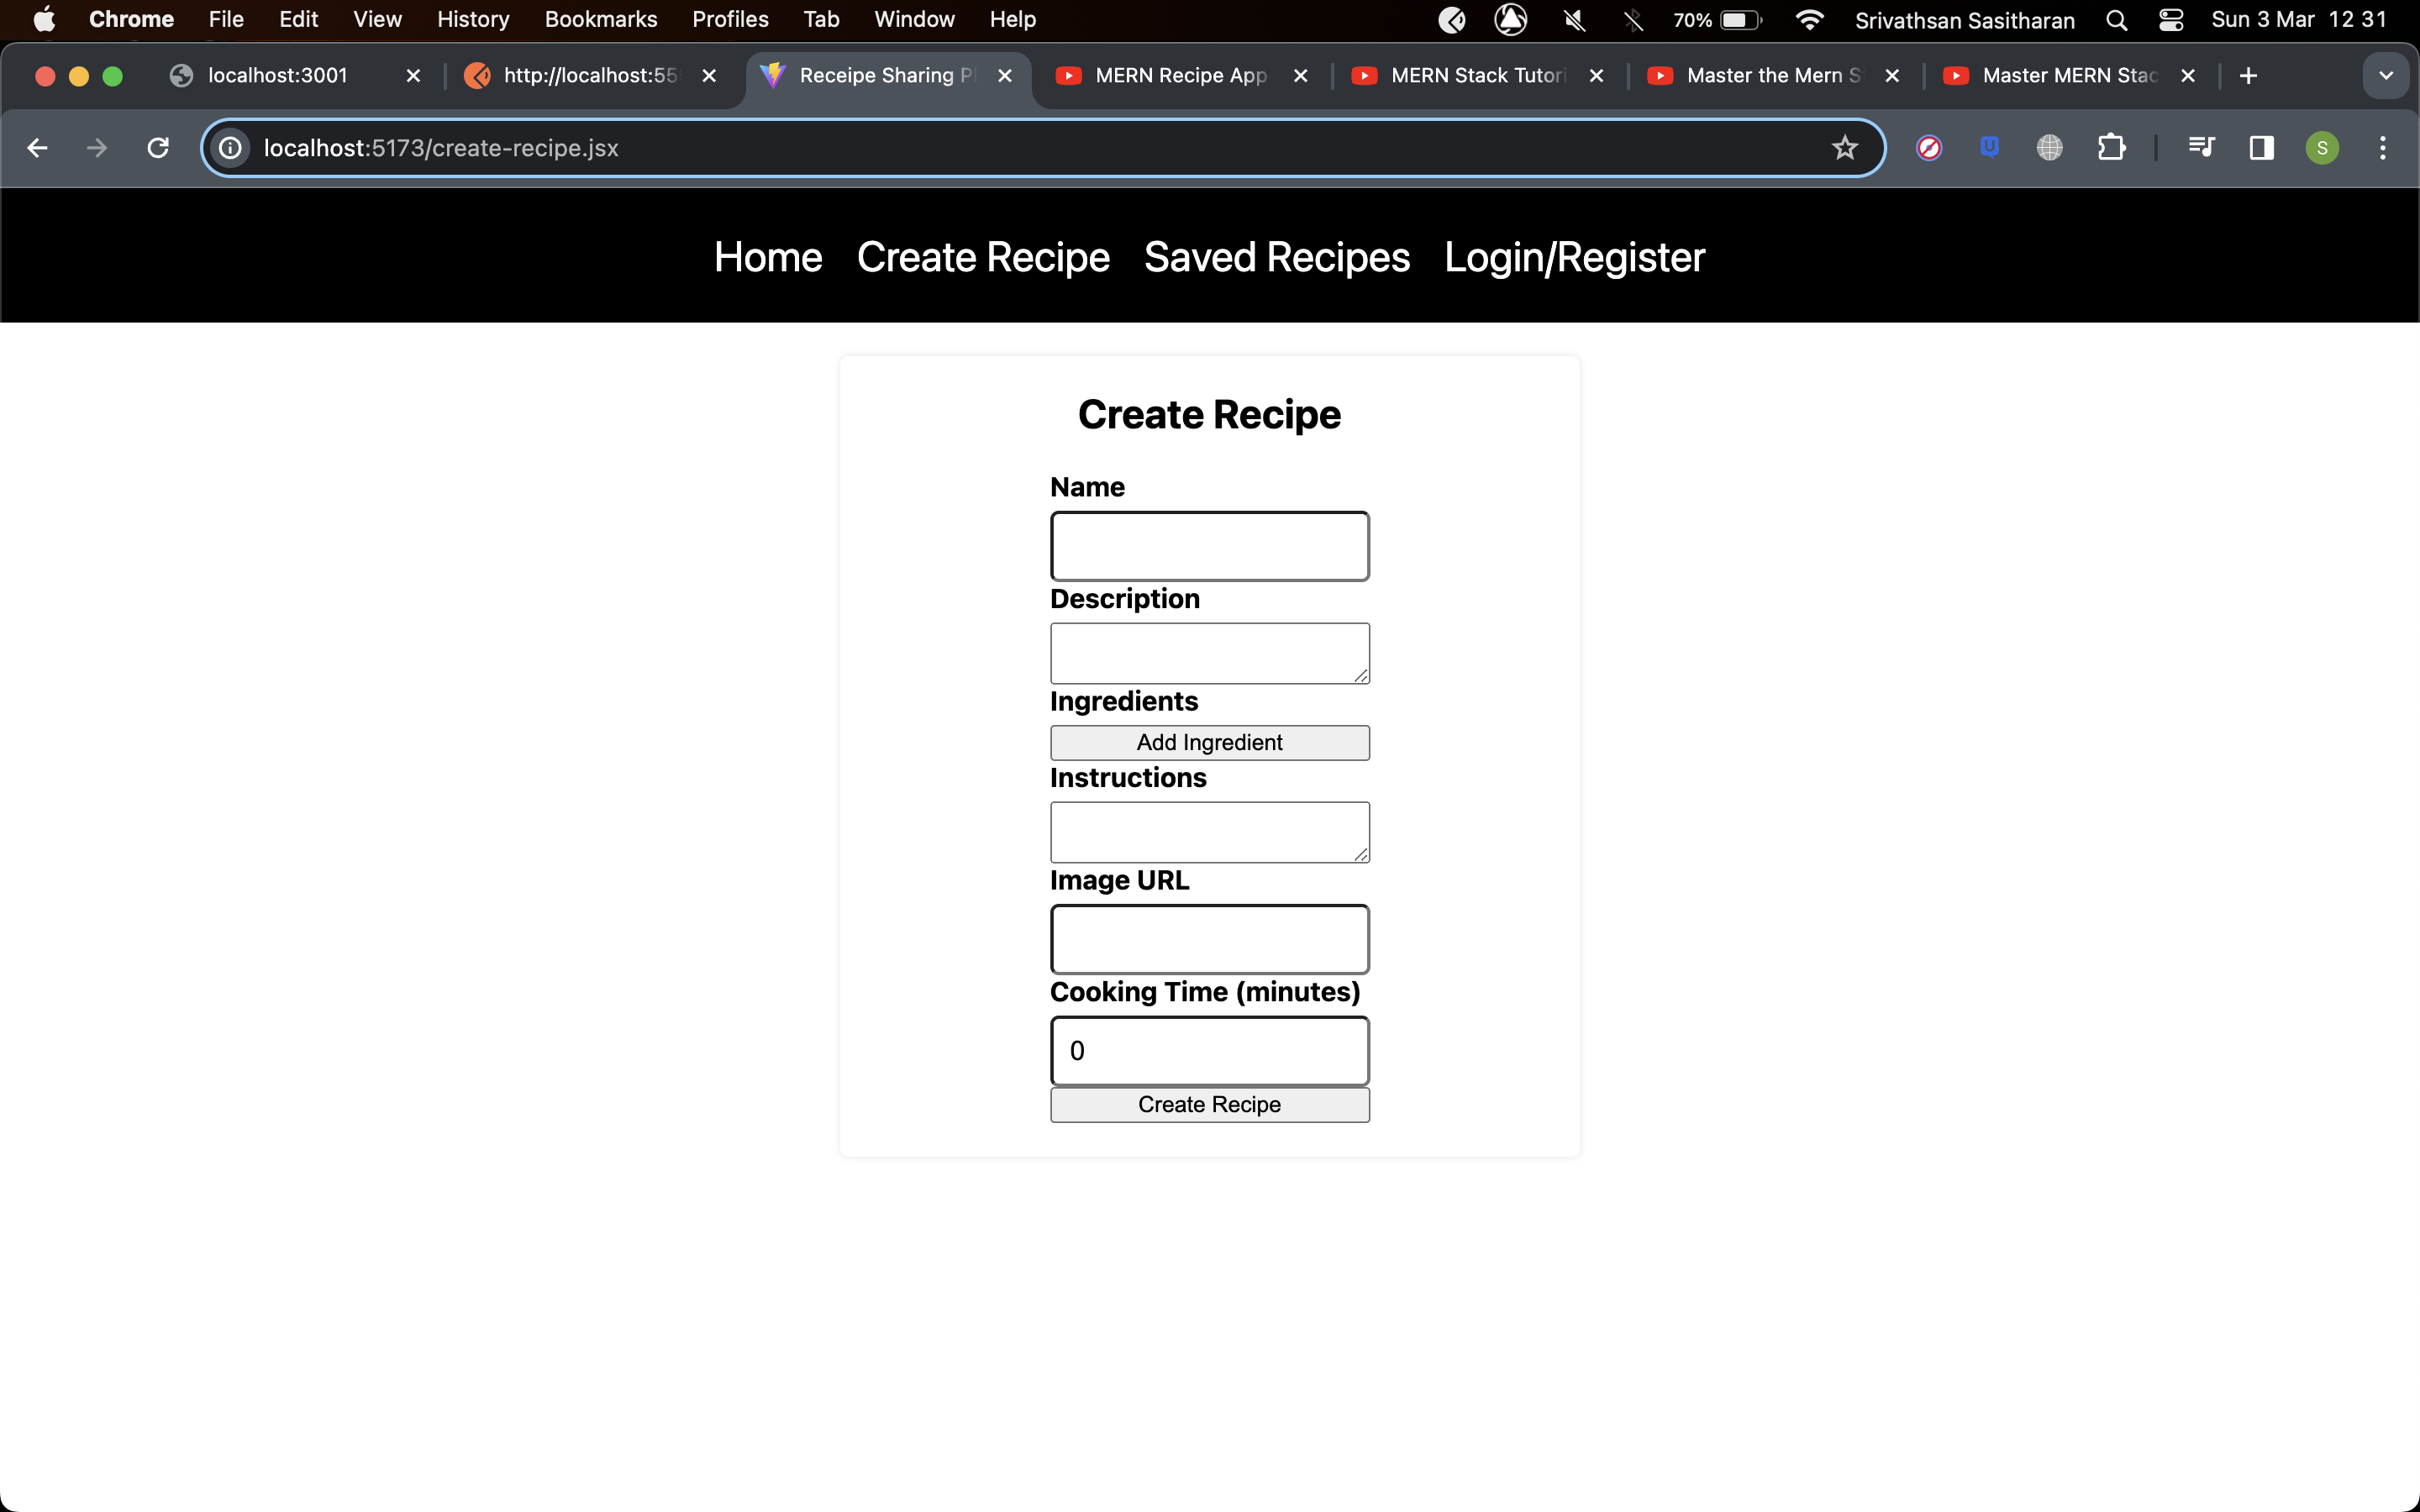 Chrome File Edit View History Bookmarks Profiles Tab Window Help 70% Srivathsan Sasitharan Sun 3 Mar 12 31
localhost:3001 http://localhost:55 Receipe Sharing Pl MERN Recipe App MERN Stack Tutori Master the Mern S Master MERN Stac
localhost:5173/create-recipe.jsx S
Home Create Recipe Saved Recipes Login/Register
Create Recipe
Name
Description
Ingredients
Add Ingredient
Instructions
Image URL
Cooking Time (minutes)
0
Create Recipe